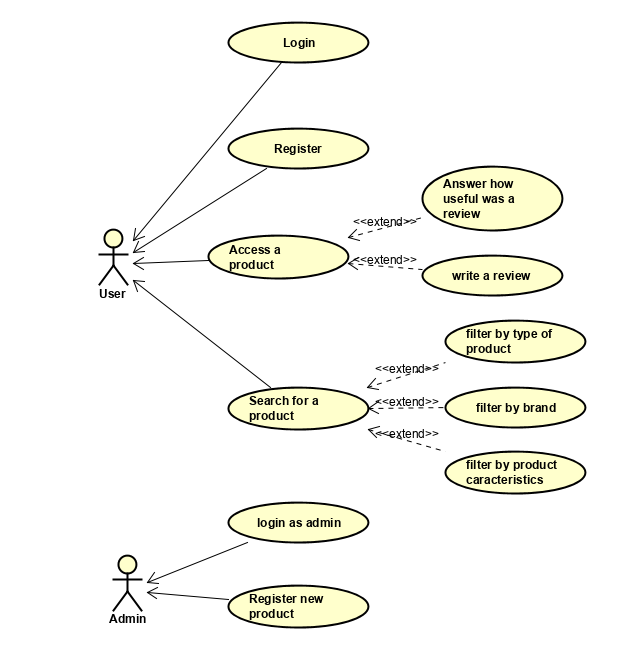 Login
Register
Answer how
useful was a
review
<<extend>>
Access a
product
<<extend>>
write a review
User
filter by type of
product
<<extend>>
Search for a
product
<<extend>>
filter by brand
<<extend>>
filter by product
caracteristics
login as admin
Register new
product
Admin